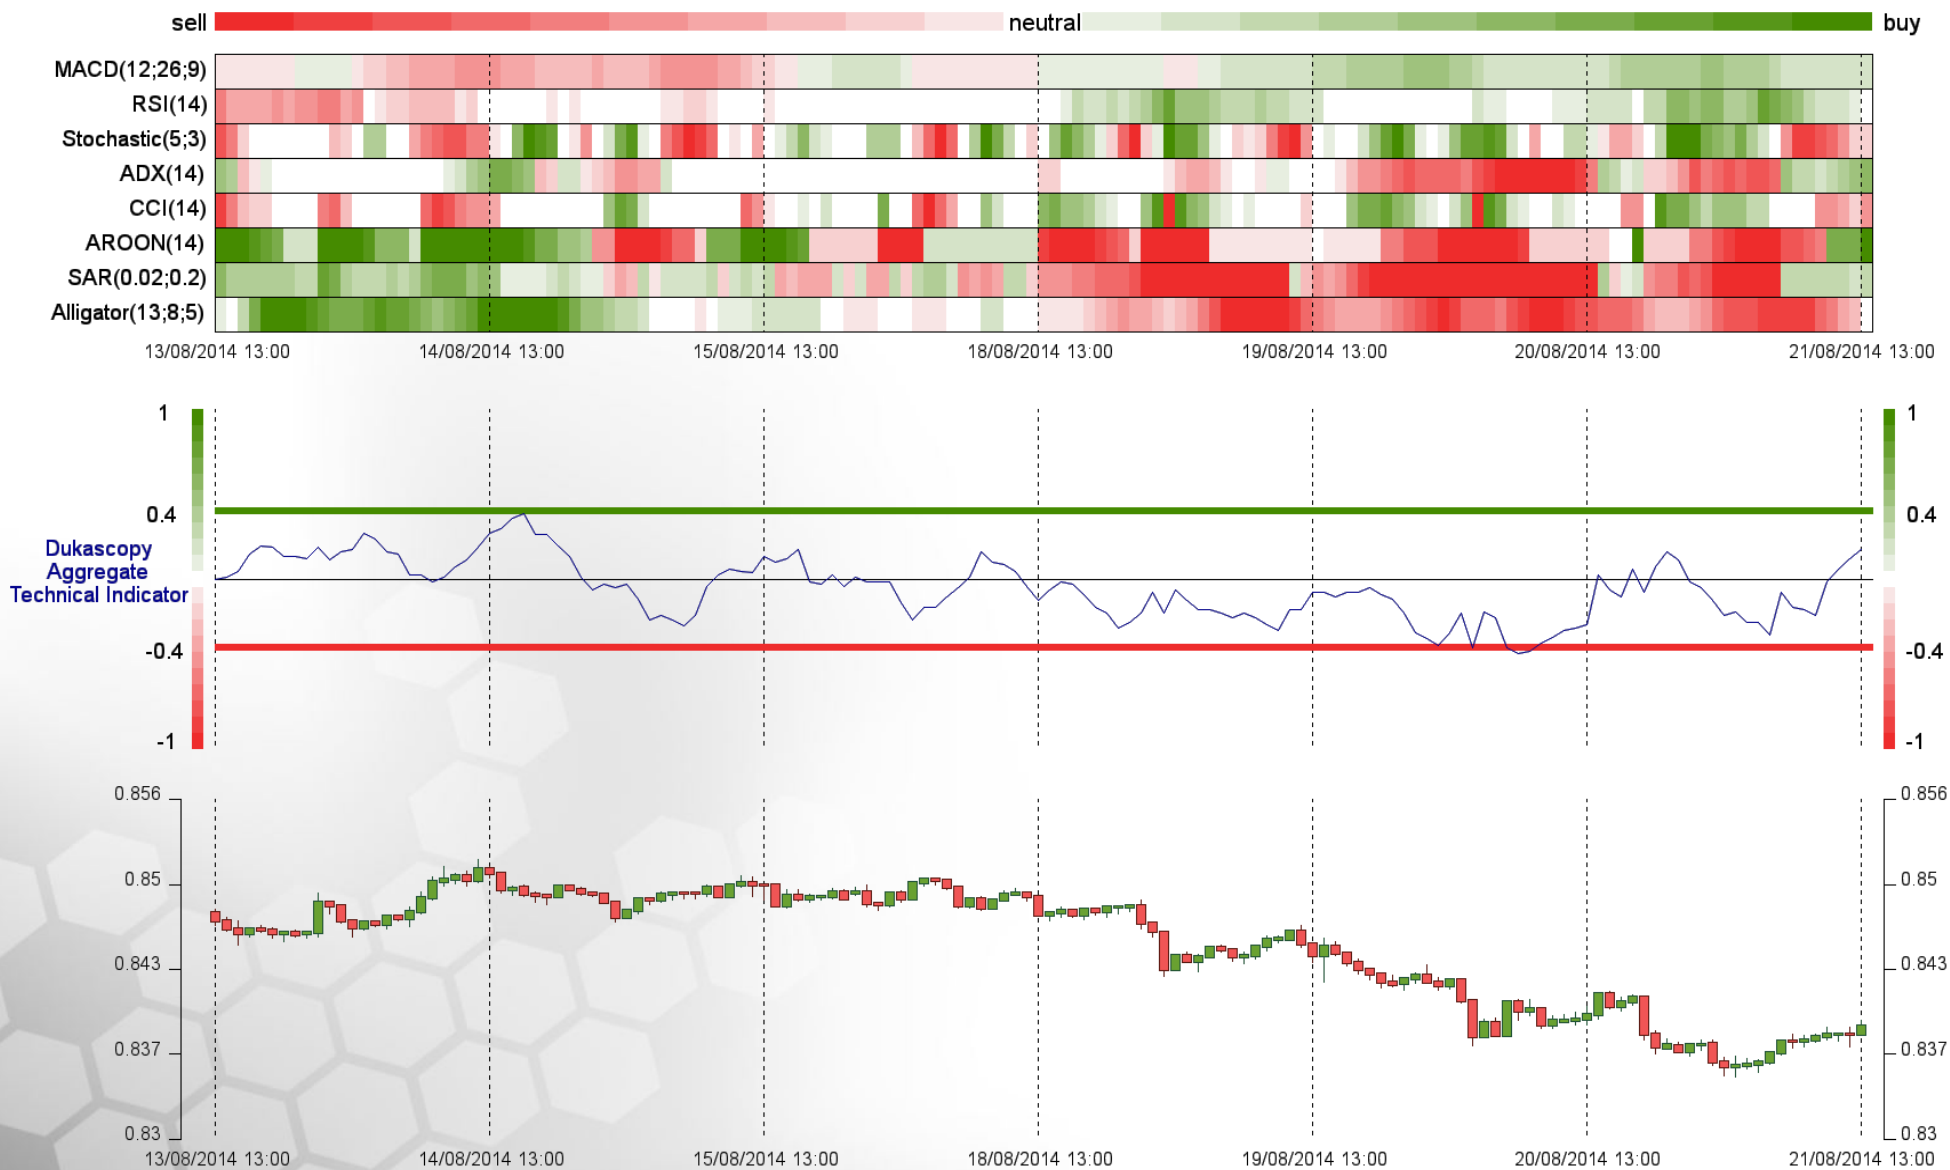 sell neutral buy
MACD(12;26;9)
RSI(14)
Stochastic(5;3)
ADX(14)
CCI(14)
AROON(14)
SAR(0.02;0.2)
Alligator(13;8;5)
13/08/2014 13:00 14/08/2014 13:00 15/08/2014 13:00 18/08/2014 13:00 19/08/2014 13:00 20/08/2014 13:00 21/08/2014 13:00
1 1
0.4 0.4
Dukascopy
Aggregate
Technical Indicator
-0.4 -0.4
-1 -1
0.856 0.856
0.85 0.85
0.843 0.843
0.837 0.837
0.83 0.83
13/08/2014 13:00 14/08/2014 13:00 15/08/2014 13:00 18/08/2014 13:00 19/08/2014 13:00 20/08/2014 13:00 21/08/2014 13:00